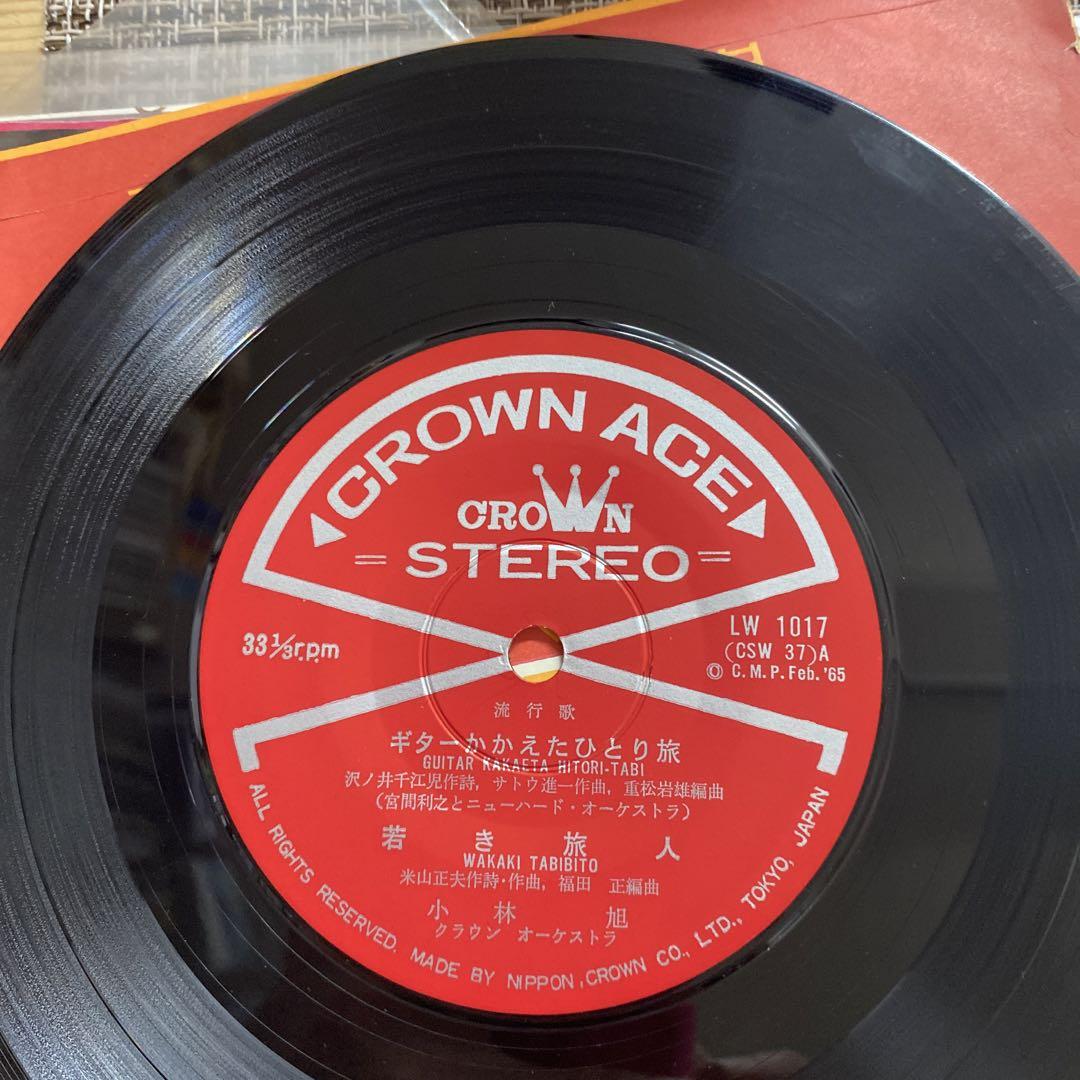 CROWN ACE
CROWN
= STEREO =
33 1/3 r.p.m
LW 1017
(CSW 37)A
© C.M.P. Feb. '65
流行歌
ギターかかえたひとり旅
GUITAR KAKAETA HITORI-TABI
沢ノ井千江児作詩, サトウ進一作曲, 重松岩雄編曲
(宮間利之とニューハード・オーケストラ)
若き旅人
WAKAKI TABIBITO
米山正夫作詩・作曲, 福田 正編曲
小林旭
クラウン オーケストラ
ALL RIGHTS RESERVED. MADE BY NIPPON, CROWN CO., LTD., TOKYO, JAPAN